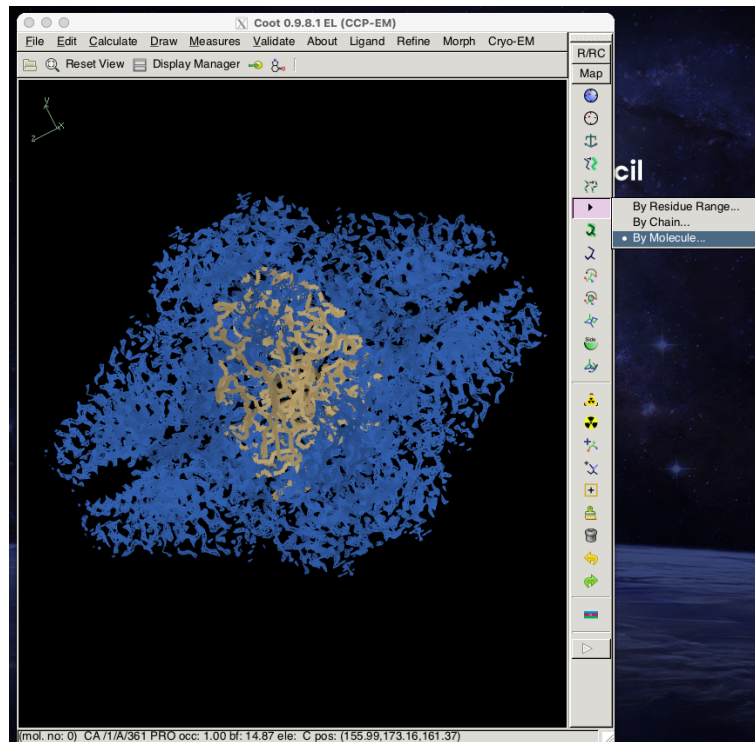 Coot 0.9.8.1 EL (CCP-EM)
File Edit Calculate Draw Measures Validate About Ligand Refine Morph Cryo-EM
Reset View Display Manager
R/RC
Map
y
x
z
cil
By Residue Range...
By Chain...
By Molecule...
Side
(mol. no: 0) CA /1/A/361 PRO occ: 1.00 bf: 14.87 ele: C pos: (155.99,173.16,161.37)